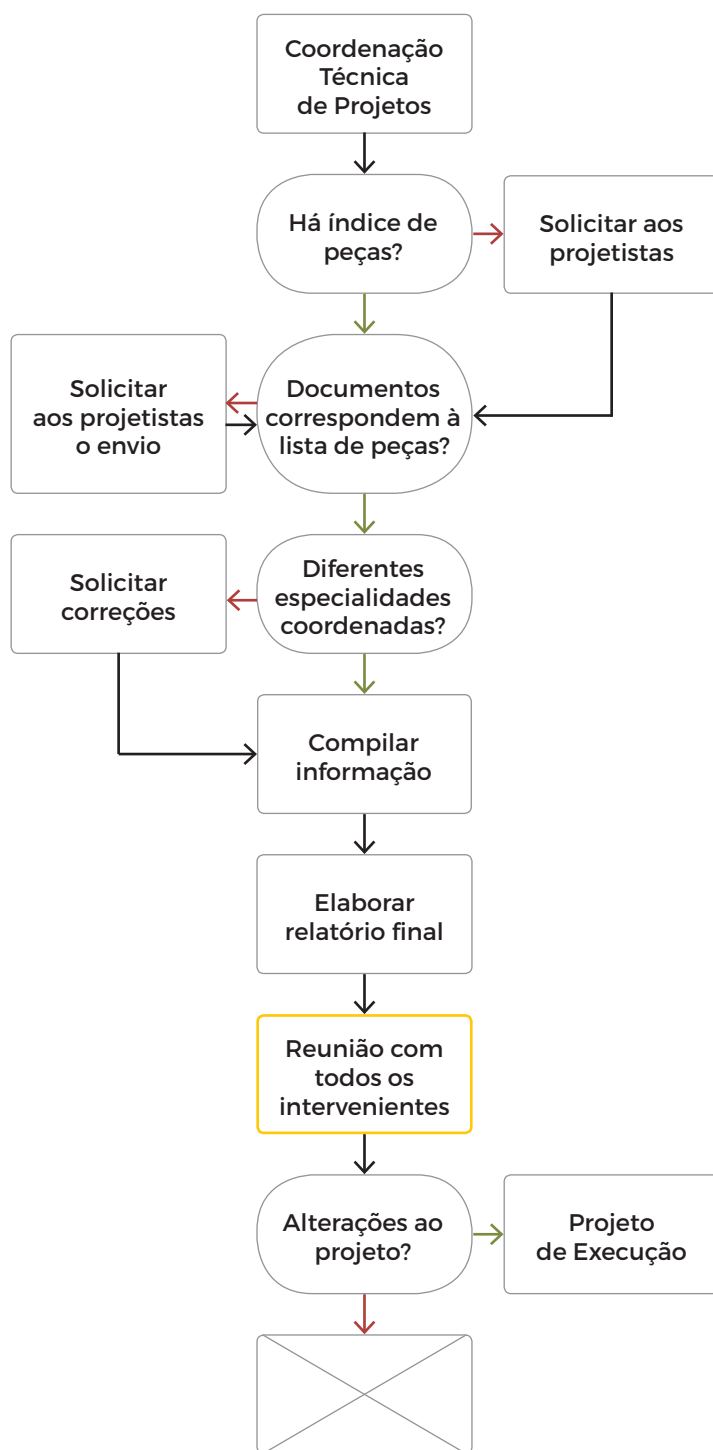 Coordenação
Técnica
de Projetos
Há índice de
peças?
Solicitar aos
projetistas
Solicitar
aos projetistas
o envio
Documentos
correspondem à
lista de peças?
Solicitar
correções
Diferentes
especialidades
coordenadas?
Compilar
informação
Elaborar
relatório final
Reunião com
todos os
intervenientes
Alterações ao
projeto?
Projeto
de Execução